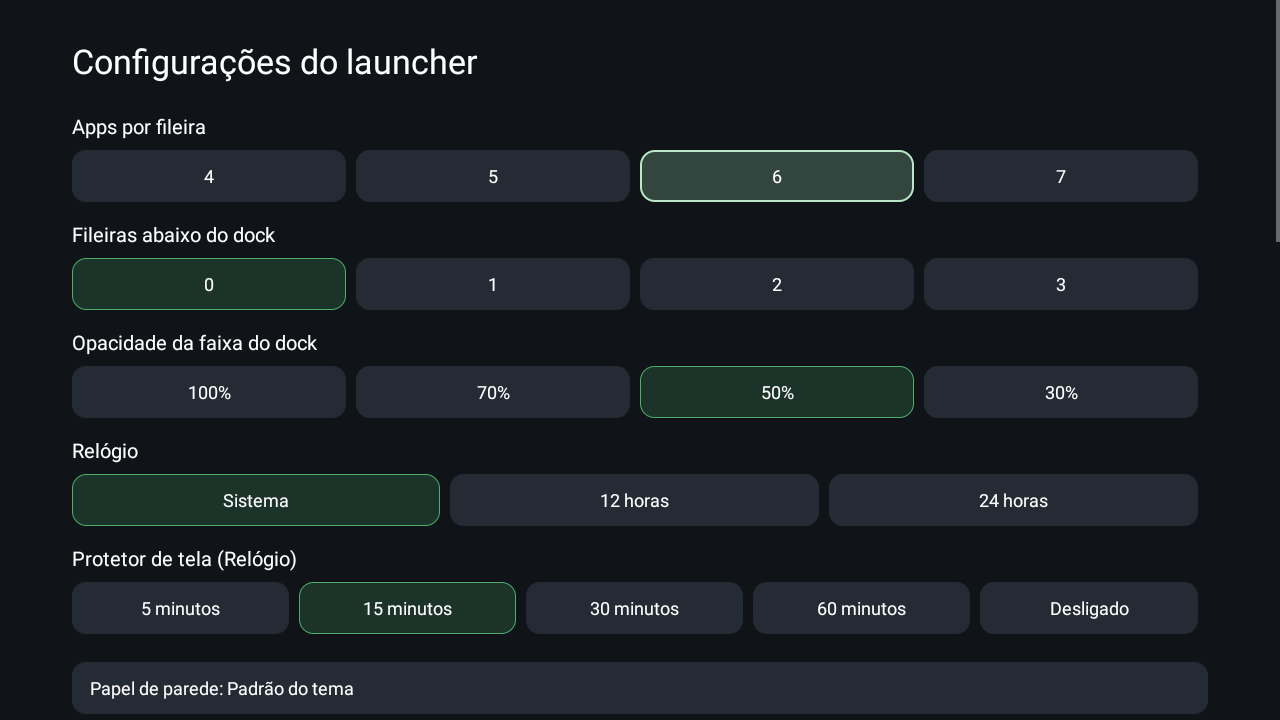 Configurações do launcher
Apps por fileira
4 5 6 7
Fileiras abaixo do dock
0 1 2 3
Opacidade da faixa do dock
100% 70% 50% 30%
Relógio
Sistema 12 horas 24 horas
Protetor de tela (Relógio)
5 minutos 15 minutos 30 minutos 60 minutos Desligado
Papel de parede: Padrão do tema